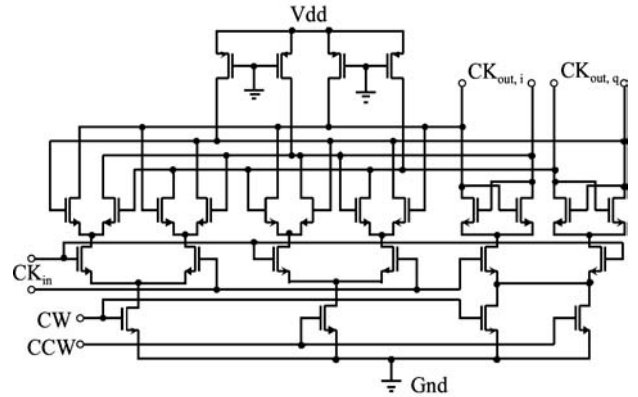 Vdd
CKout, i
CKout, q
CKin
CW
CCW
Gnd